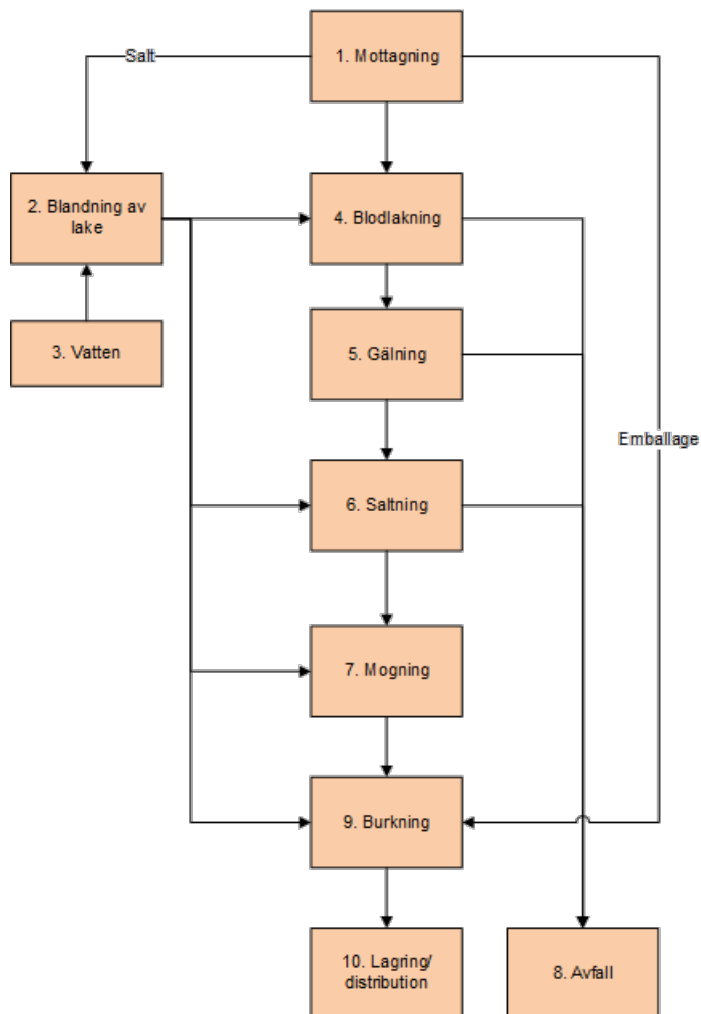 Salt
1. Mottagning
2. Blandning av
lake
4. Blodlakning
3. Vatten
5. Gälning
Emballage
6. Saltning
7. Mogning
9. Burkning
10. Lagring/
distribution
8. Avfall